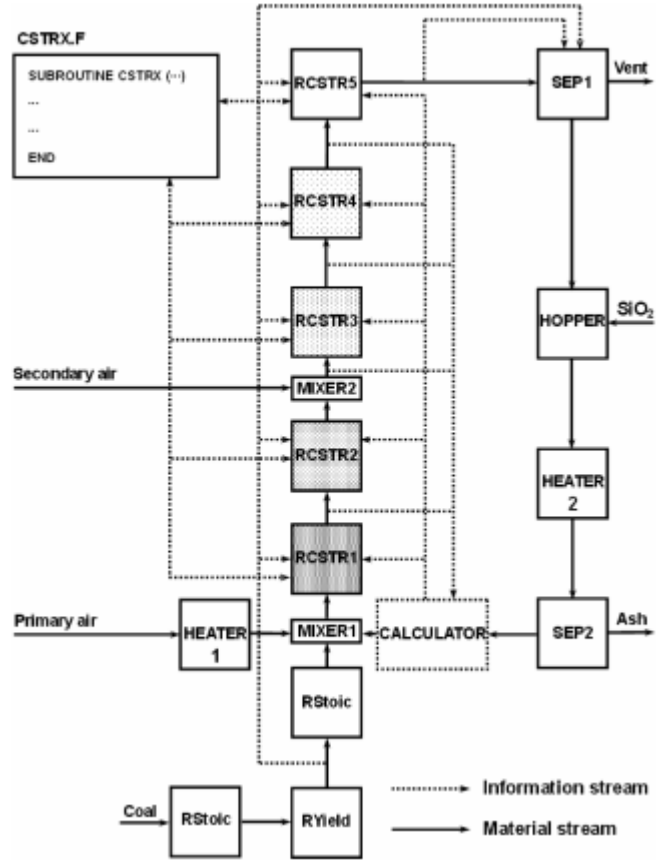 CSTRX.F
SUBROUTINE CSTRX (···)
...
...
END
RCSTR5
SEP1
Vent
RCSTR4
RCSTR3
HOPPER
SiO₂
Secondary air
MIXER2
RCSTR2
HEATER
2
RCSTR1
Primary air
HEATER
1
MIXER1
CALCULATOR
SEP2
Ash
RStoic
Coal
RStoic
RYield
Information stream
Material stream